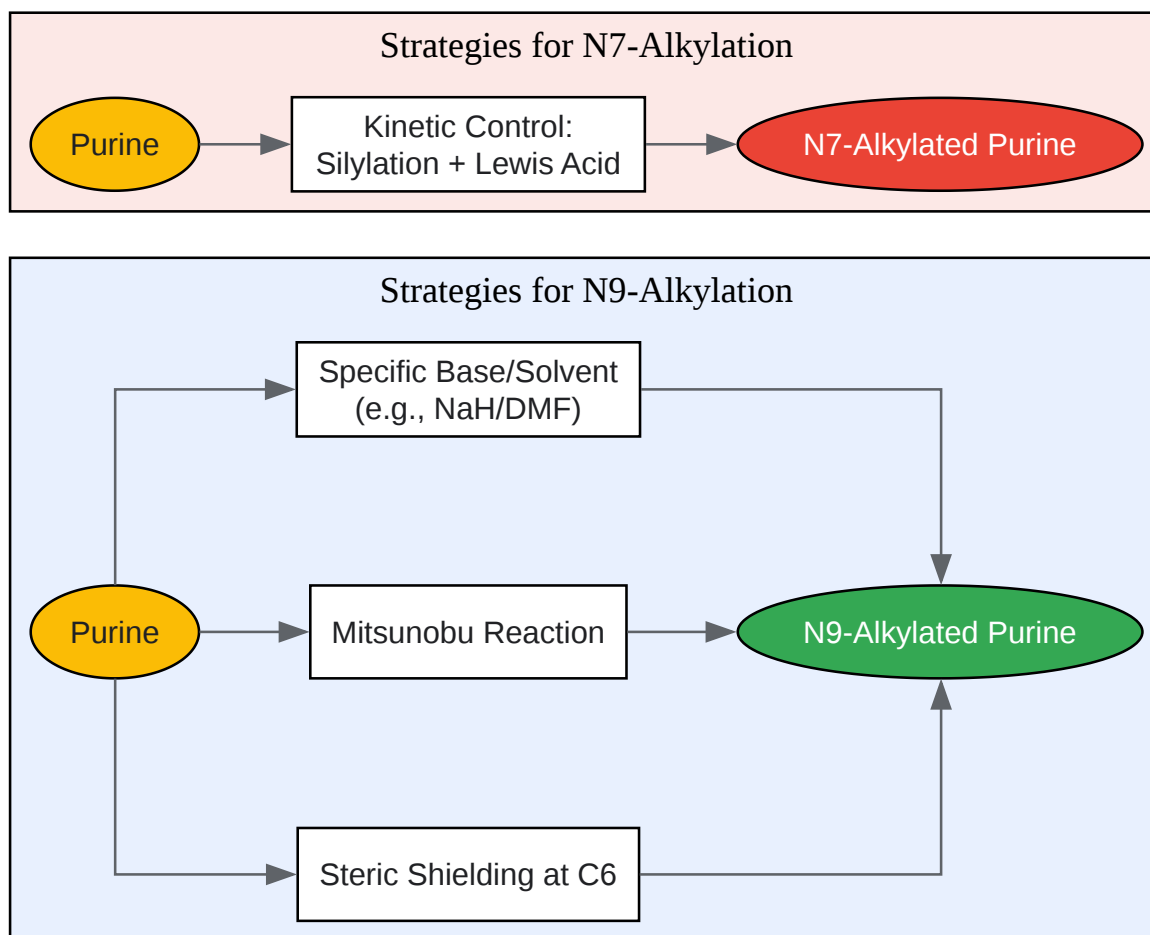 Strategies for N7-Alkylation
Purine
Kinetic Control:
Silylation + Lewis Acid
N7-Alkylated Purine
Strategies for N9-Alkylation
Specific Base/Solvent
(e.g., NaH/DMF)
Purine
Mitsunobu Reaction
N9-Alkylated Purine
Steric Shielding at C6